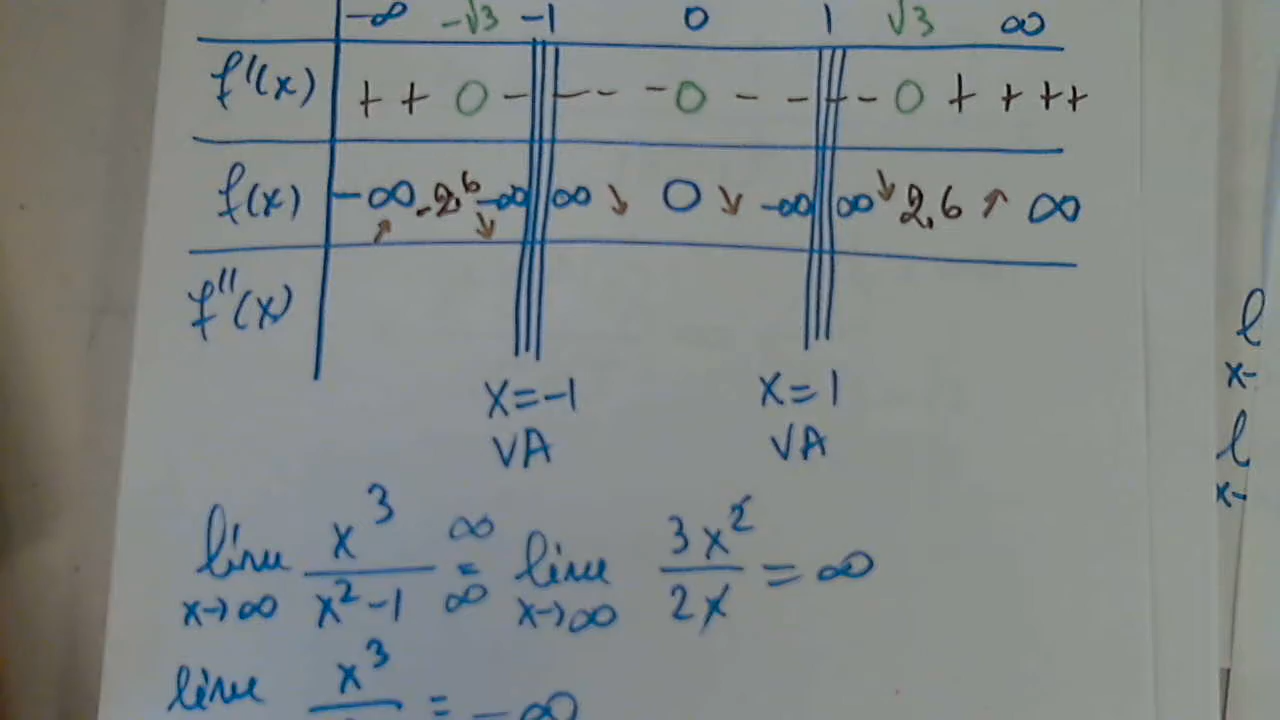 -∞ -√3 -1 0 1 √3 ∞
f'(x) + + 0 - - - - 0 - - - - 0 + + + +
f(x) -∞ ↗ -2,6 ↘ -∞ ∞ ↘ 0 ↘ -∞ ∞ ↘ 2,6 ↗ ∞
f''(x)
x=-1 x=1
VA VA
lim x→∞ x³/(x²-1) =^{∞/∞} lim x→∞ 3x²/2x = ∞
lim x³ = -∞
l
x-
l
x-